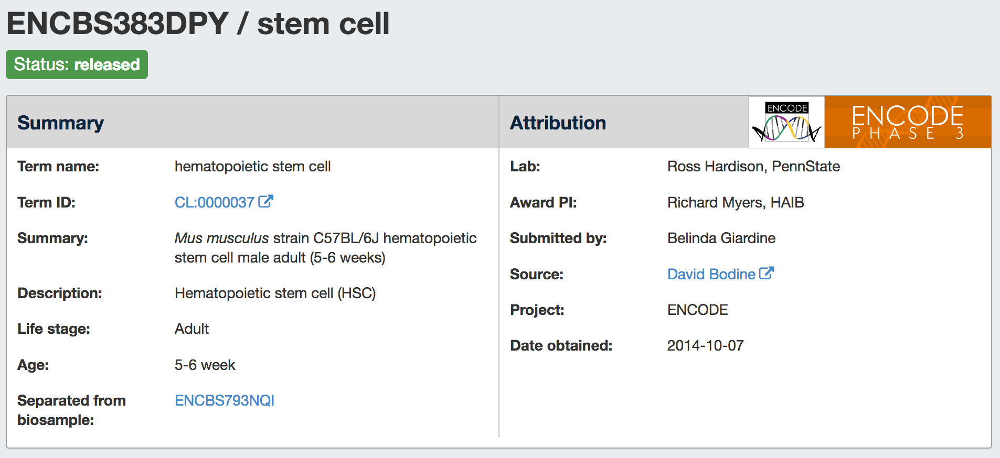 ENCBS383DPY / stem cell
Status: released
Summary
Term name: hematopoietic stem cell
Term ID: CL:0000037
Summary: Mus musculus strain C57BL/6J hematopoietic
stem cell male adult (5-6 weeks)
Description: Hematopoietic stem cell (HSC)
Life stage: Adult
Age: 5-6 week
Separated from ENCBS793NQI
biosample:
Attribution
ENCODE
ENCODE
PHASE 3
Lab: Ross Hardison, PennState
Award PI: Richard Myers, HAIB
Submitted by: Belinda Giardine
Source: David Bodine
Project: ENCODE
Date obtained: 2014-10-07